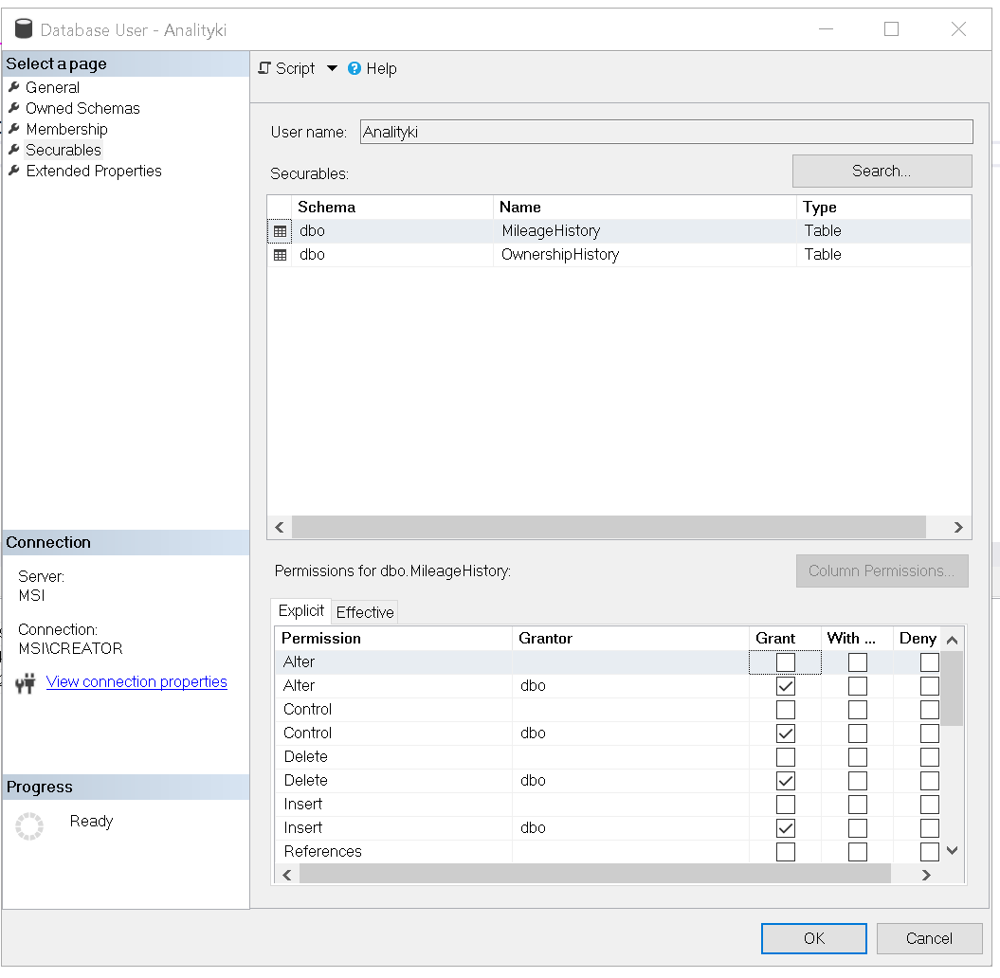 Database User - Analityki
Select a page
General
Owned Schemas
Membership
Securables
Extended Properties
Connection
Server:
MSI
Connection:
MSI\CREATOR
View connection properties
Progress
Ready
Script Help
User name: Analityki
Securables: Search...
Schema Name Type
dbo MileageHistory Table
dbo OwnershipHistory Table
Permissions for dbo.MileageHistory: Column Permissions...
Explicit Effective
Permission Grantor Grant With ... Deny
Alter
Alter dbo
Control
Control dbo
Delete
Delete dbo
Insert
Insert dbo
References
OK Cancel